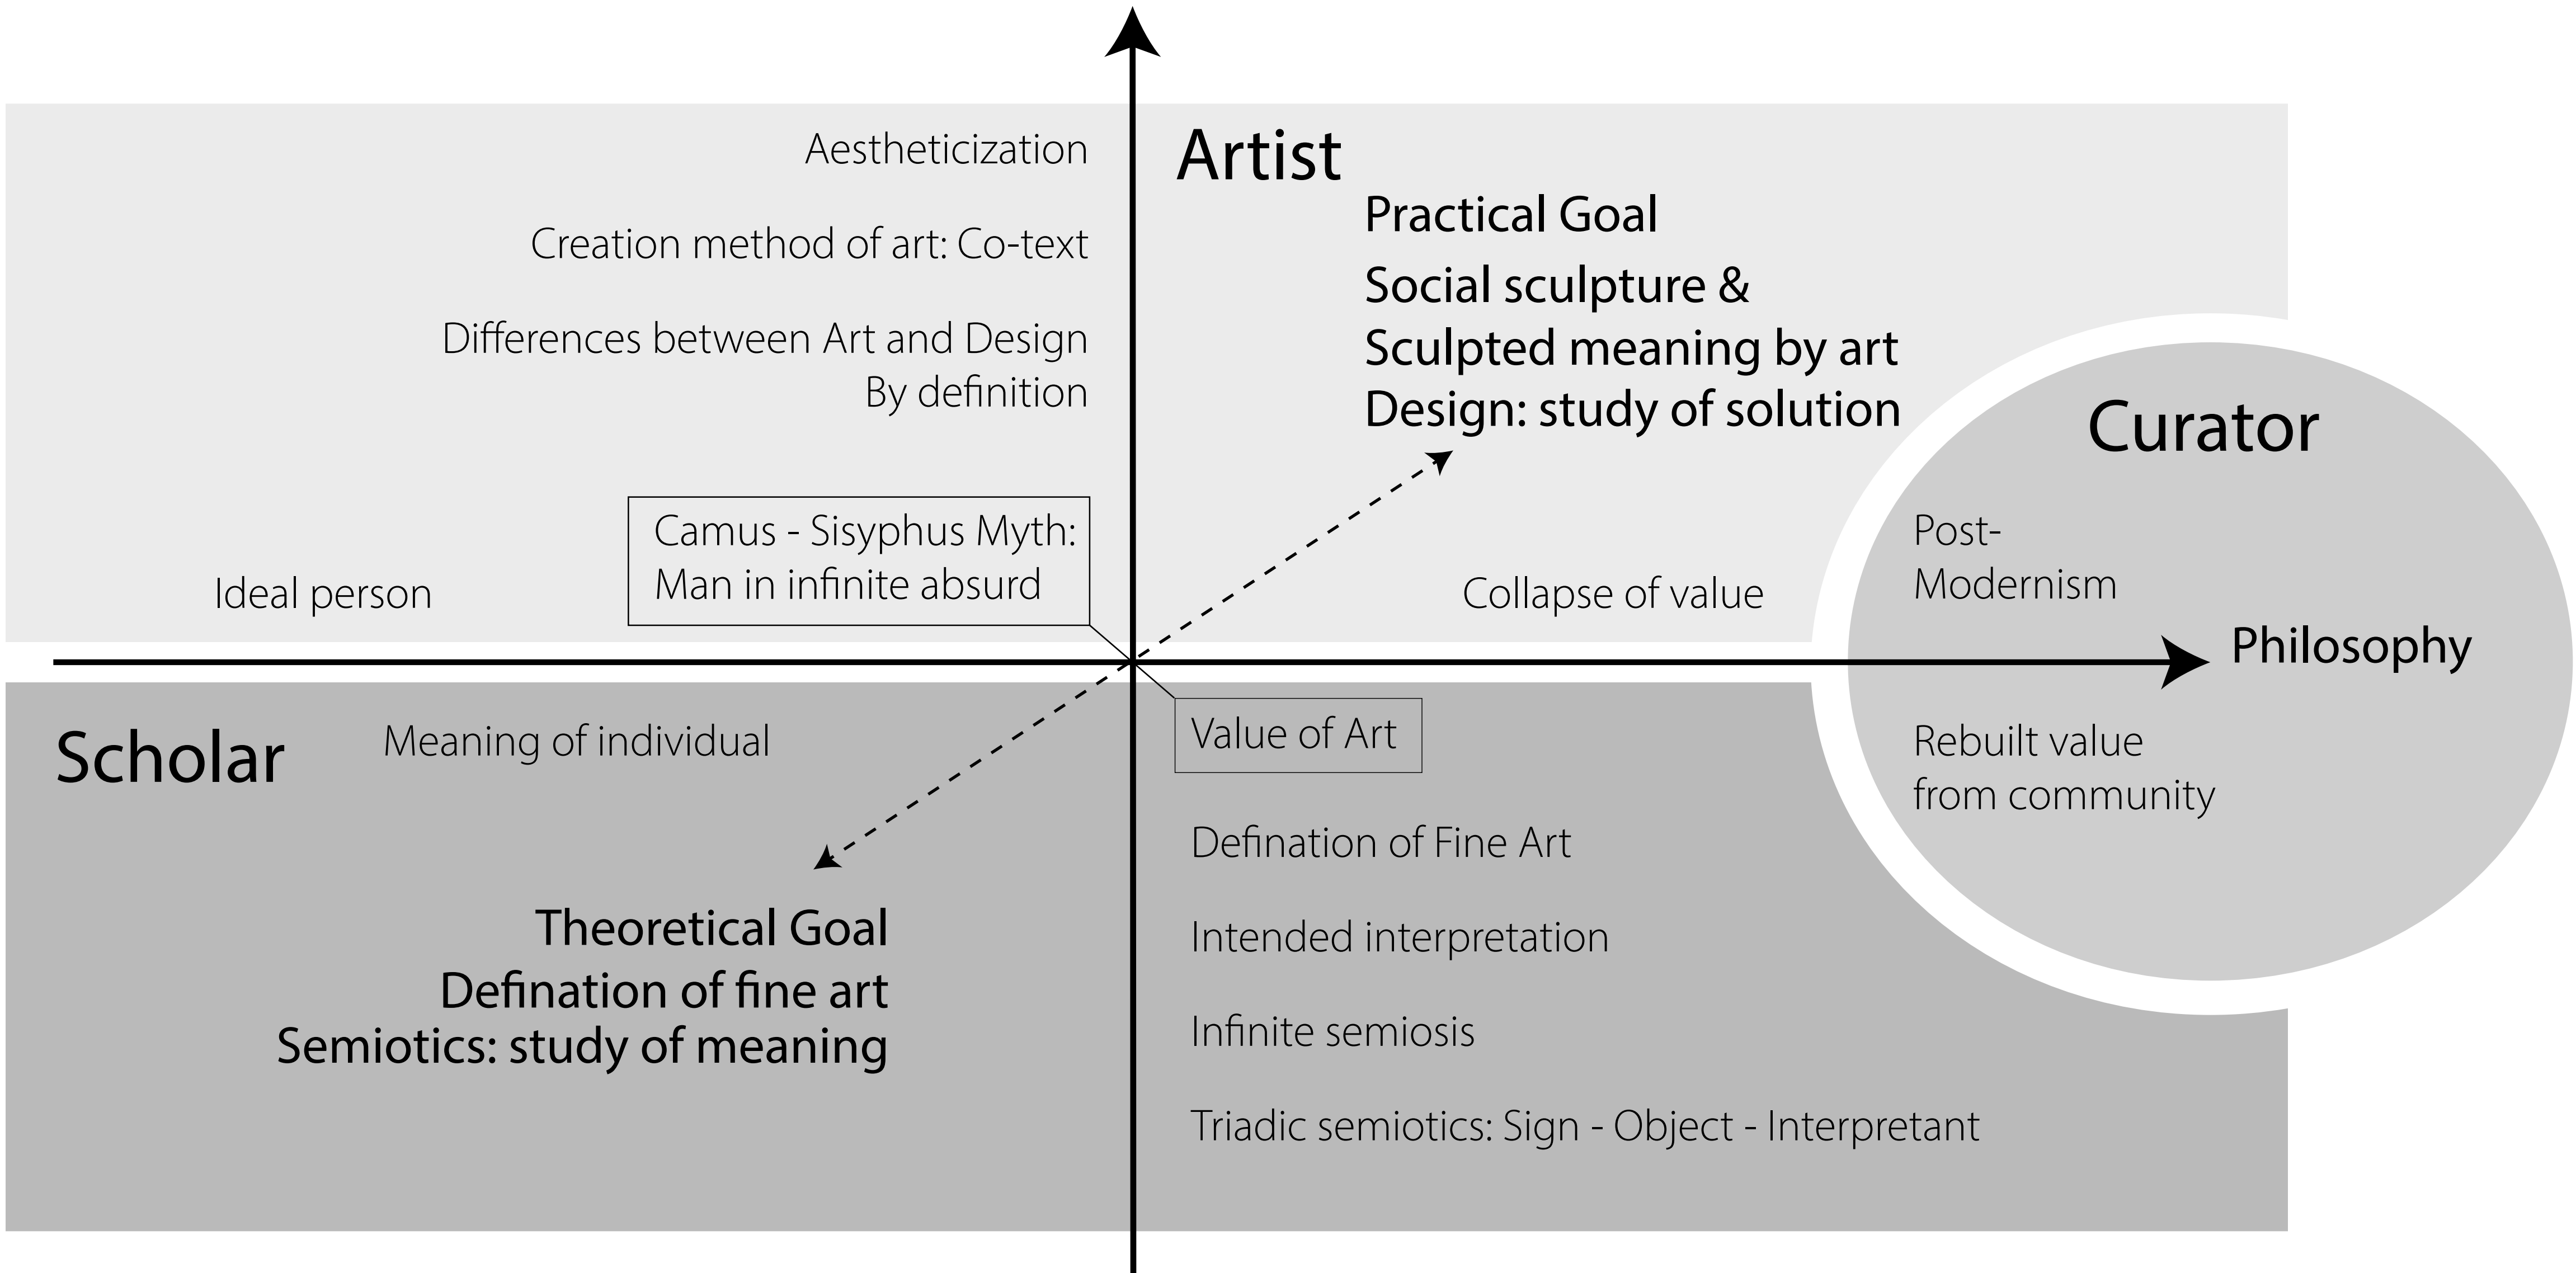 Aestheticization
Creation method of art: Co-text
Differences between Art and Design
By definition
Camus - Sisyphus Myth:
Man in infinite absurd
Ideal person
Artist
Practical Goal
Social sculpture &
Sculpted meaning by art
Design: study of solution
Collapse of value
Curator
Post-
Modernism
Philosophy
Rebuilt value
from community
Scholar
Meaning of individual
Theoretical Goal
Defination of fine art
Semiotics: study of meaning
Value of Art
Defination of Fine Art
Intended interpretation
Infinite semiosis
Triadic semiotics: Sign - Object - Interpretant